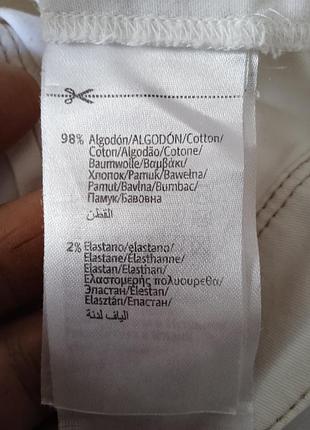 98% Algodón/ALGODÓN/Cotton/
Coton/Algodão/Cotone/
Baumwolle/Βαμβάκι/
Хлопок/Pamuk/Bawełna/
Pamut/Bavlna/Bumbac/
Памук/Бавовна
القطن
2% Elastano/elastano/
Elastane/Elasthanne/
Elastan/Elasthan/
Ελαστομερής πολυουρεθα/
Эластан/Elestan/
Elasztán/Еластан/
الياف لدنة